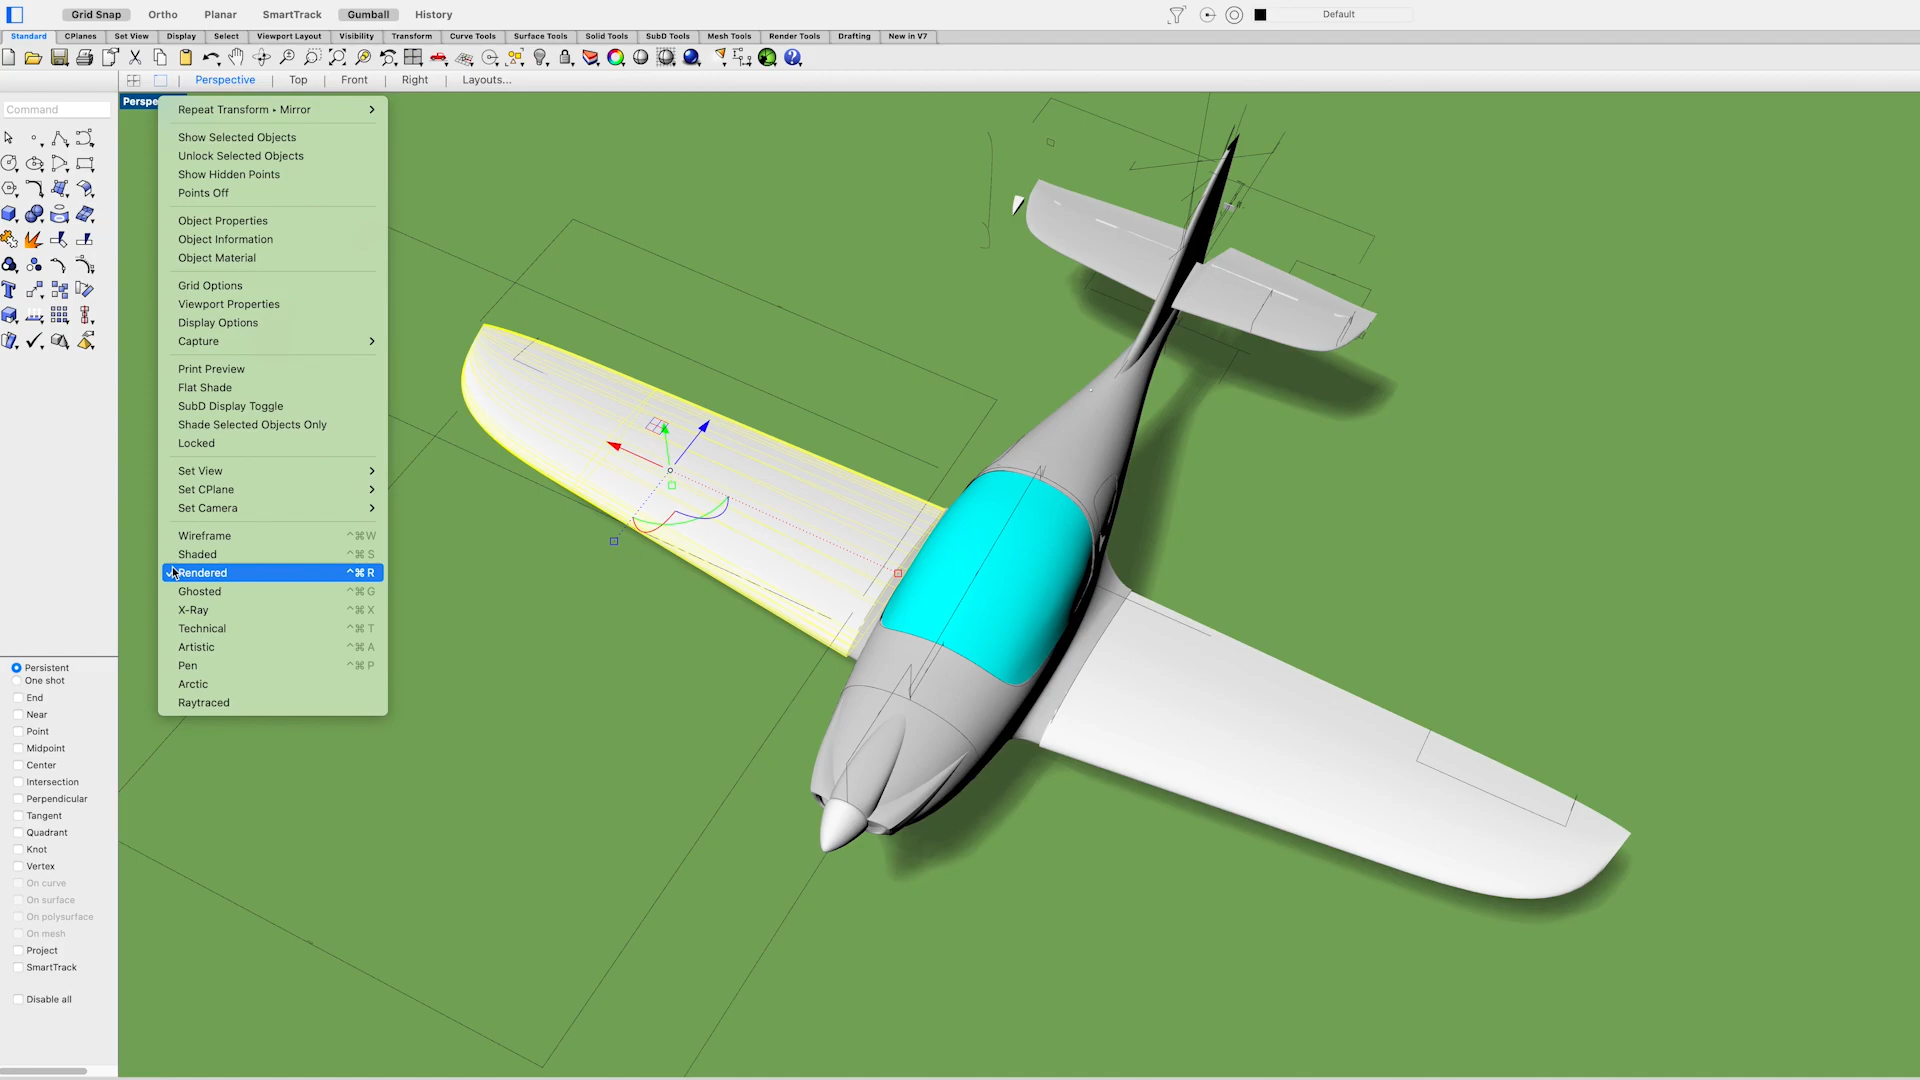 Grid Snap Ortho Planar SmartTrack Gumball History Default
Standard CPlanes Set View Display Select Viewport Layout Visibility Transform Curve Tools Surface Tools Solid Tools SubD Tools Mesh Tools Render Tools Drafting New in V7
Perspective Top Front Right Layouts...
Perspe
Command
Repeat Transform ▸ Mirror
Show Selected Objects
Unlock Selected Objects
Show Hidden Points
Points Off
Object Properties
Object Information
Object Material
Grid Options
Viewport Properties
Display Options
Capture
Print Preview
Flat Shade
SubD Display Toggle
Shade Selected Objects Only
Locked
Set View
Set CPlane
Set Camera
Wireframe ^⌘W
Shaded ^⌘S
Rendered ^⌘R
Ghosted ^⌘G
X-Ray ^⌘X
Technical ^⌘T
Artistic ^⌘A
Pen ^⌘P
Arctic
Raytraced
Persistent
One shot
End
Near
Point
Midpoint
Center
Intersection
Perpendicular
Tangent
Quadrant
Knot
Vertex
On curve
On surface
On polysurface
On mesh
Project
SmartTrack
Disable all